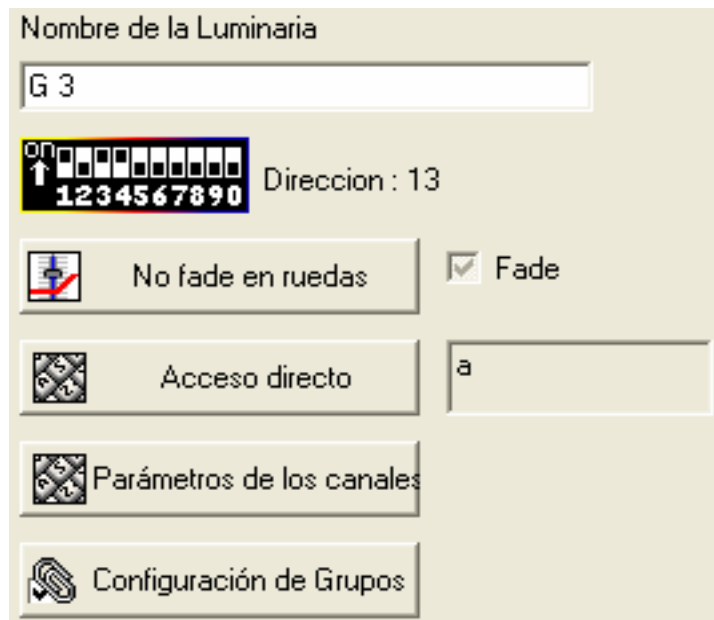 Nombre de la Luminaria
G 3
on
1234567890
Direccion : 13
No fade en ruedas
Fade
Acceso directo
a
Parámetros de los canales
Configuración de Grupos